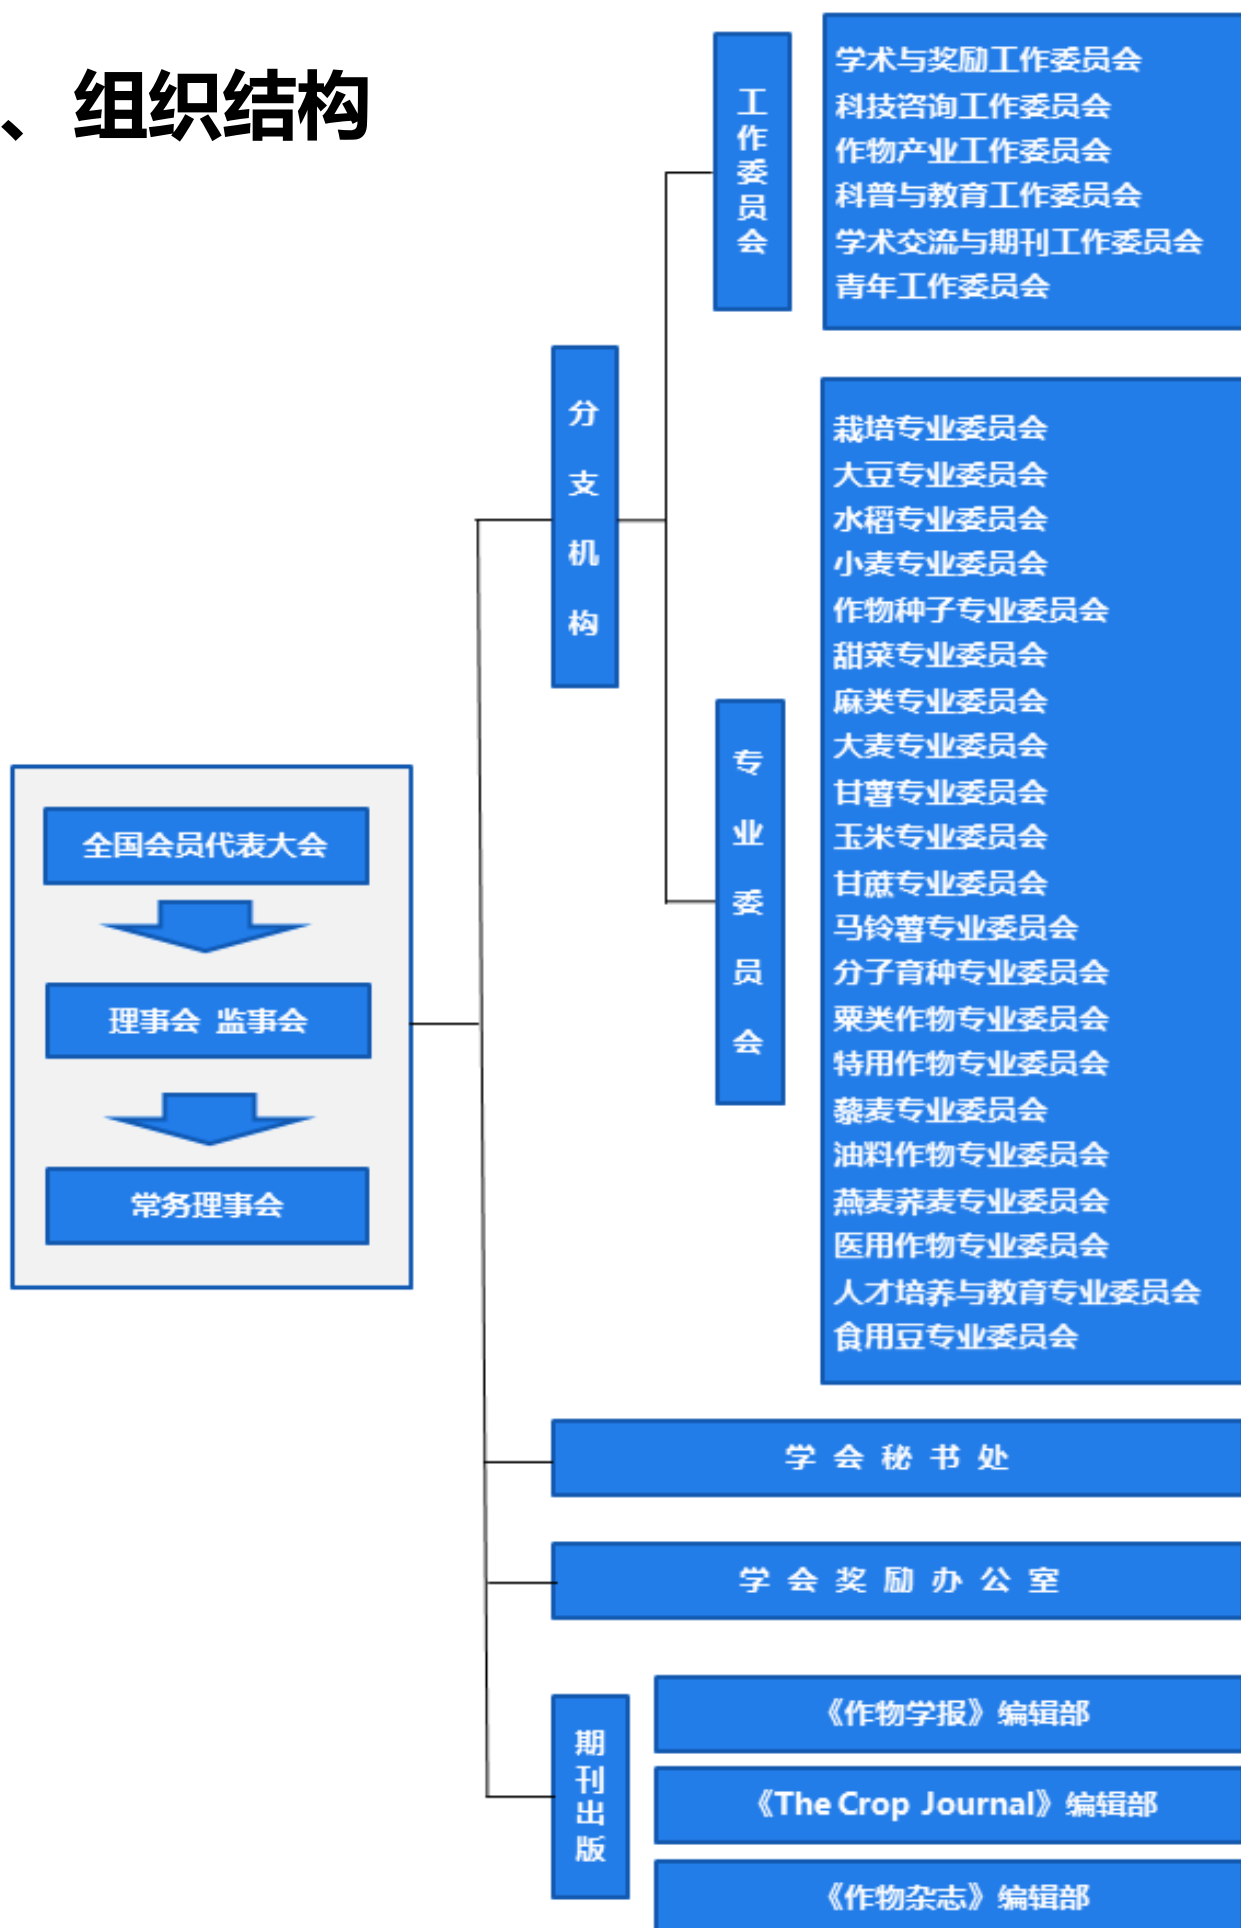 、组织结构
工作委员会
学术与奖励工作委员会
科技咨询工作委员会
作物产业工作委员会
科普与教育工作委员会
学术交流与期刊工作委员会
青年工作委员会
分支机构
专业委员会
栽培专业委员会
大豆专业委员会
水稻专业委员会
小麦专业委员会
作物种子专业委员会
甜菜专业委员会
麻类专业委员会
大麦专业委员会
甘薯专业委员会
玉米专业委员会
甘蔗专业委员会
马铃薯专业委员会
分子育种专业委员会
粟类作物专业委员会
特用作物专业委员会
藜麦专业委员会
油料作物专业委员会
燕麦荞麦专业委员会
医用作物专业委员会
人才培养与教育专业委员会
食用豆专业委员会
全国会员代表大会
理事会 监事会
常务理事会
学会秘书处
学会奖励办公室
期刊出版
《作物学报》编辑部
《The Crop Journal》编辑部
《作物杂志》编辑部